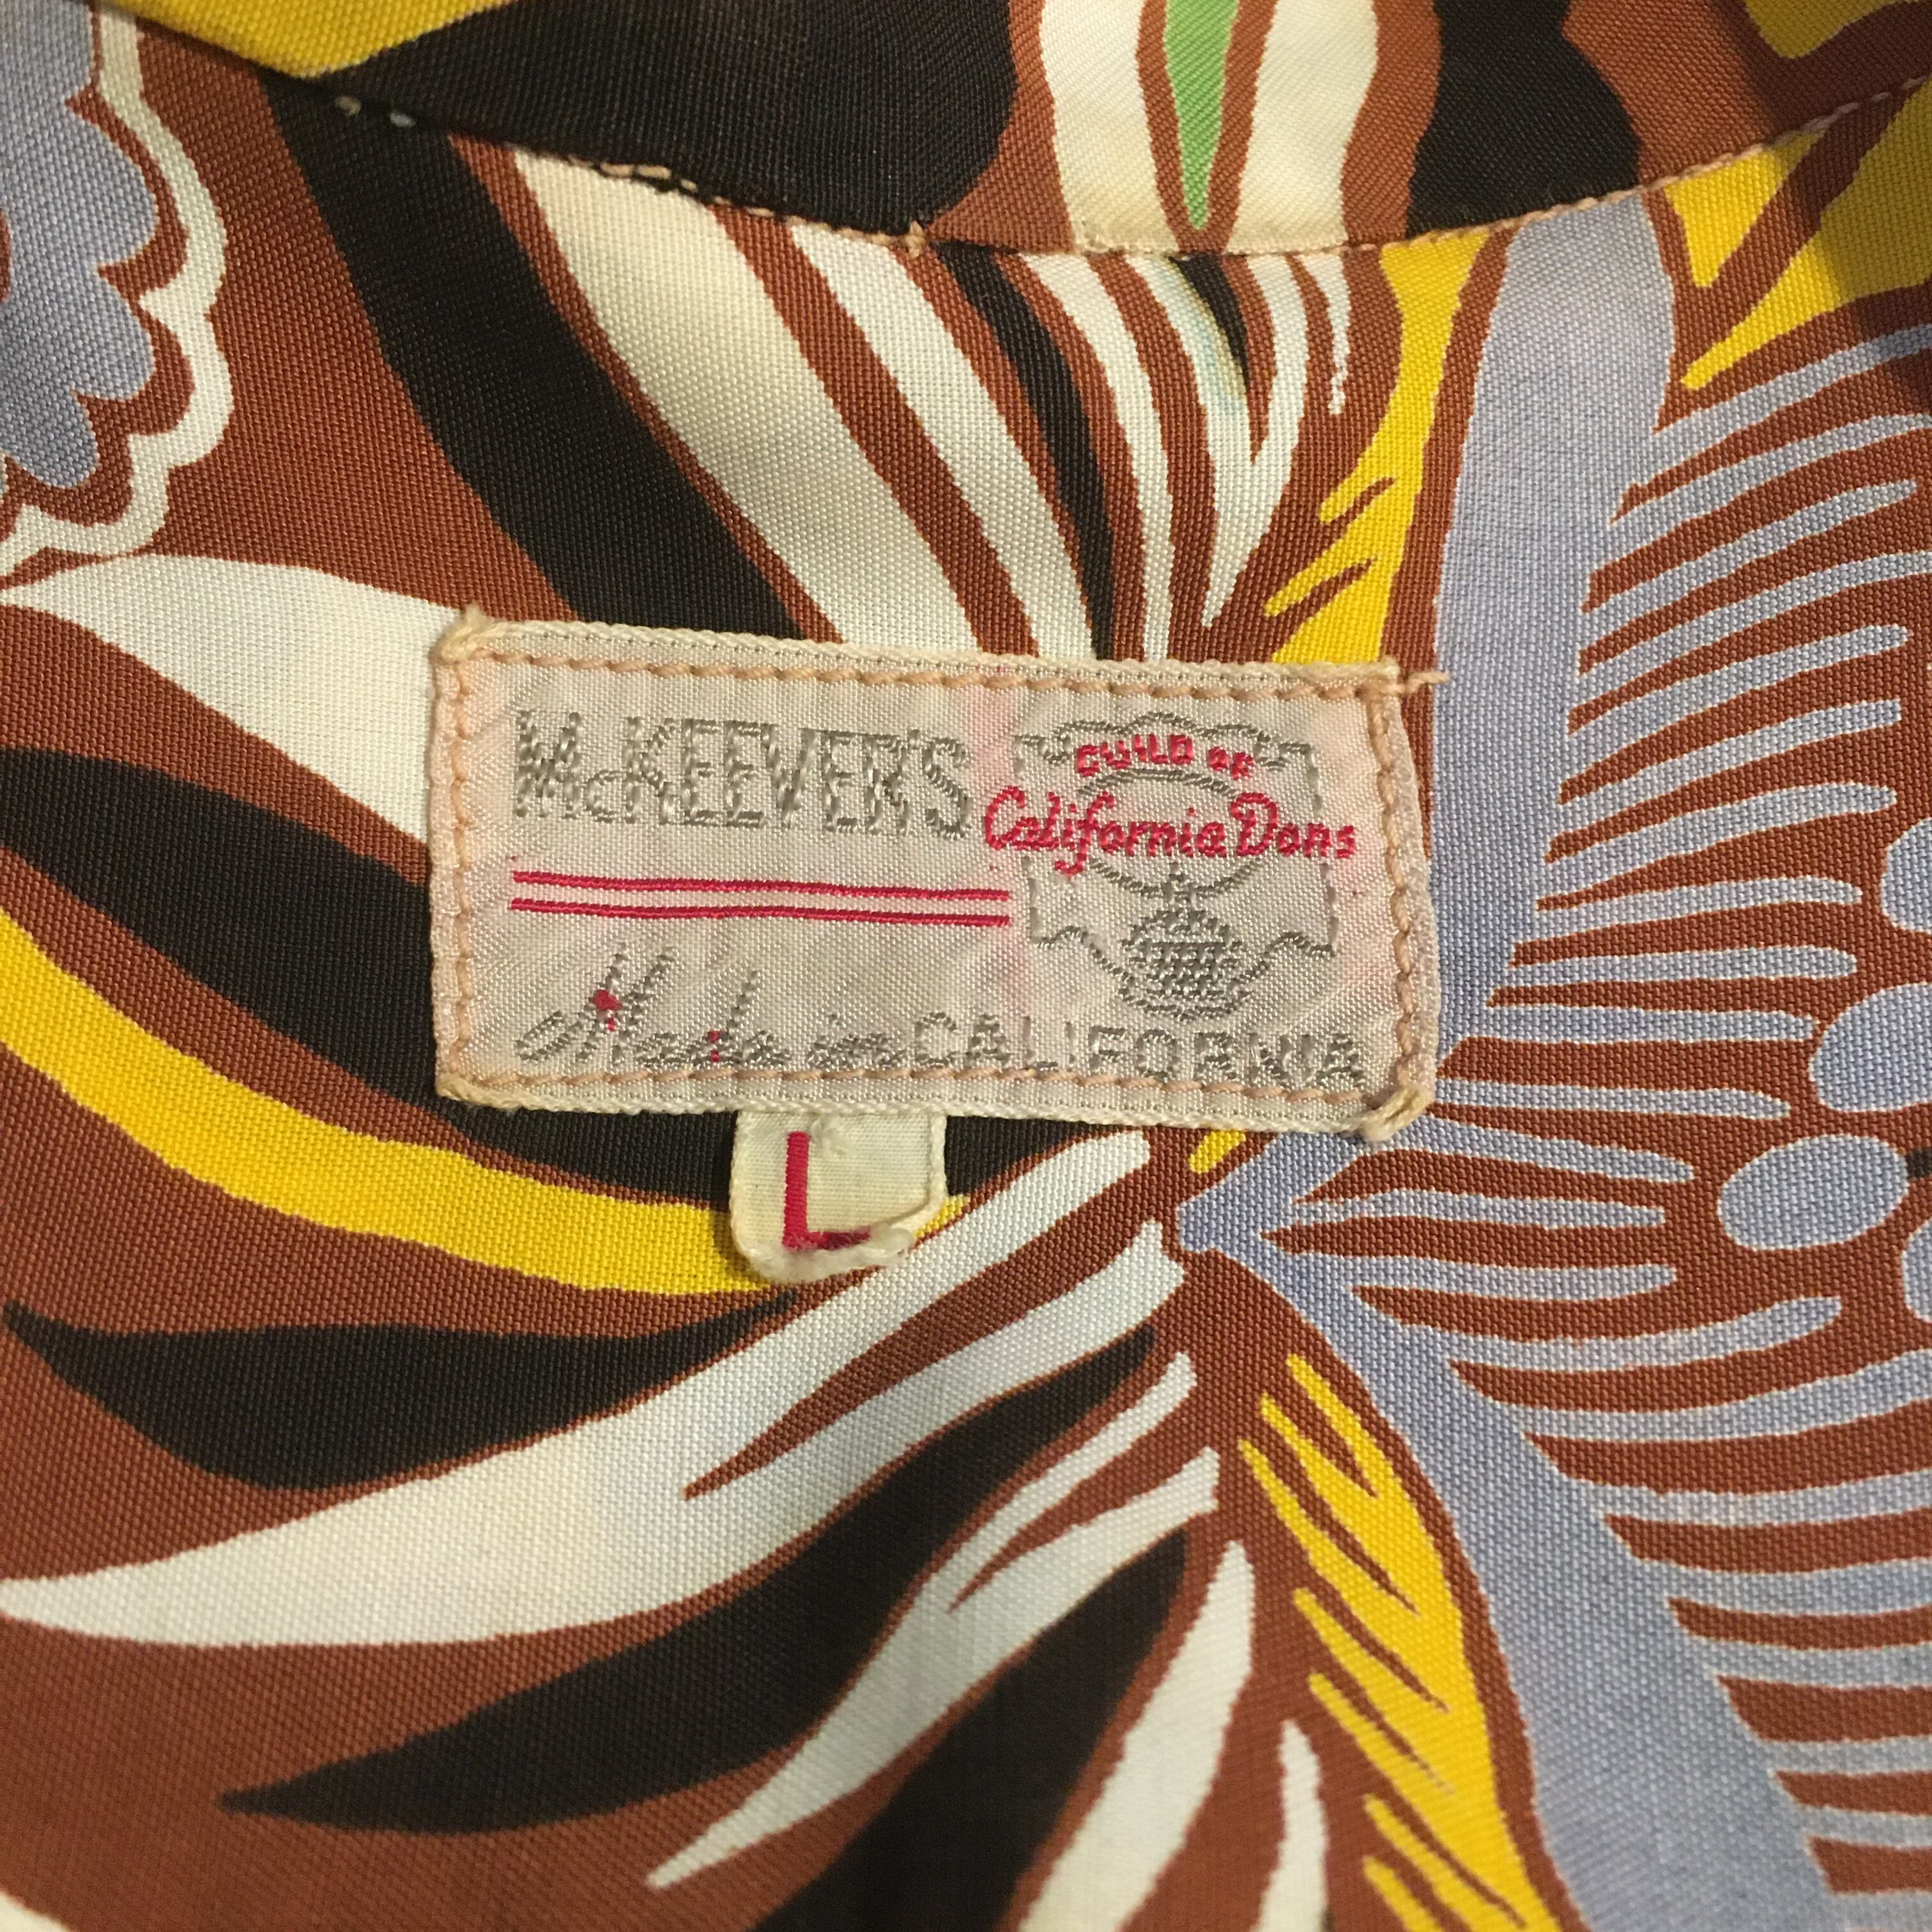 McKEEVER'S
GUILD OF
California Dons
Made in CALIFORNIA
L